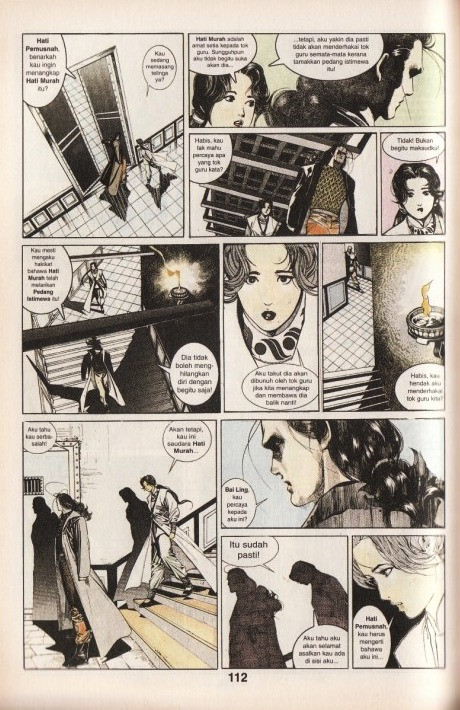 Hati
Pemusnah,
benarkah
kau ingin
menangkap
Hati Murah
itu?
Kau
sedang
memasang
telinga
ya?
Hati Murah adalah
amat setia kepada tok
guru. Sungguhpun
aku tidak begitu suka
akan dia...
...tetapi, aku yakin dia pasti
tidak akan menderhakai tok
guru semata-mata kerana
tamakkan pedang istimewa
itu!
Habis, kau
tak mahu
percaya apa
yang tok
guru kata?
Tidak! Bukan
begitu maksudku!
Kau mesti
mengaku
hakikat
bahawa Hati
Murah telah
melarikan
Pedang
Istimewa itu!
Dia tidak
boleh meng-
hilangkan
diri dengan
begitu saja!
Aku takut dia akan
dibunuh oleh tok guru
jika kita menangkap
dan membawa dia
balik nanti!
Habis, kau
hendak aku
menderhakai
tok guru kita?
Aku tahu
kau serba-
salah!
Akan tetapi,
kau ini
saudara Hati
Murah...
Bai Ling,
kau
percaya
kepada
aku ini?
Itu sudah
pasti!
Aku tahu aku
akan selamat
asalkan kau ada
di sisi aku...
Hati
Pemusnah,
kau harus
mengerti
bahawa
aku ini...
112